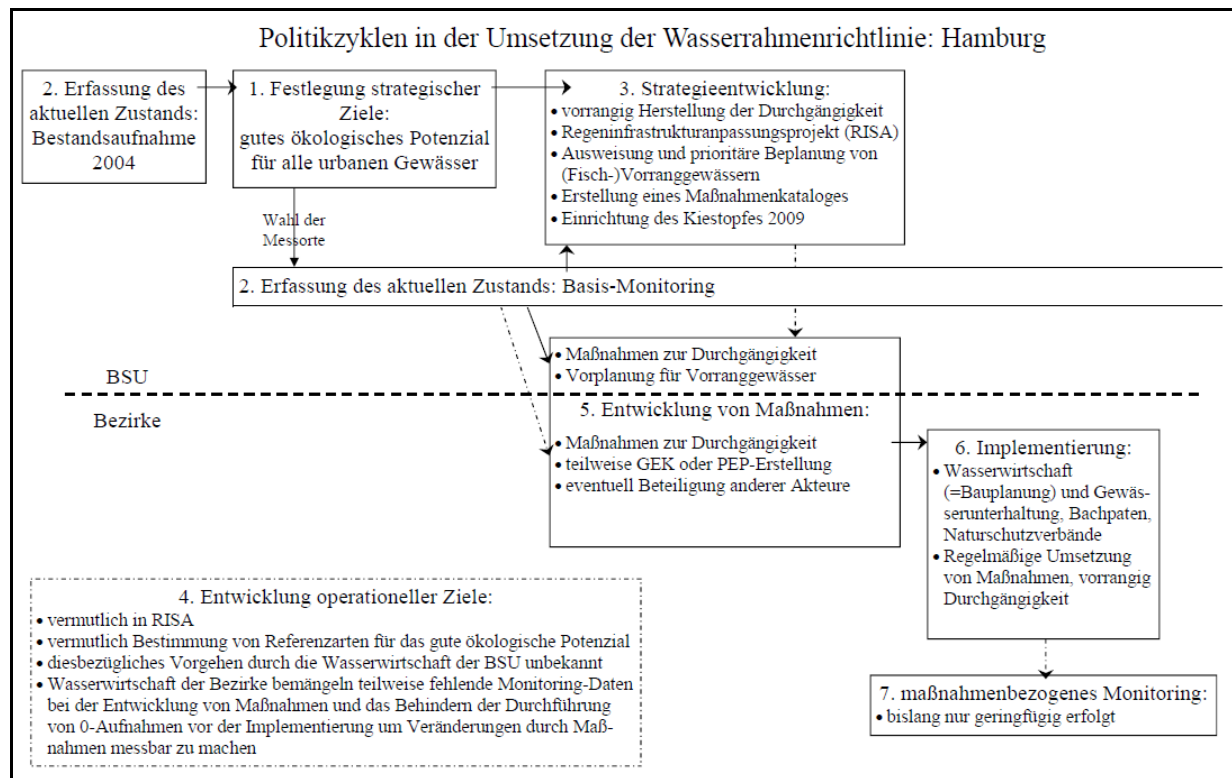 Politikzyklen in der Umsetzung der Wasserrahmenrichtlinie: Hamburg
2. Erfassung des
aktuellen Zustands:
Bestandsaufnahme
2004
1. Festlegung strategischer
Ziele:
gutes ökologisches Potenzial
für alle urbanen Gewässer
3. Strategieentwicklung:
• vorrangig Herstellung der Durchgängigkeit
• Regeninfrastrukturanpassungsprojekt (RISA)
• Ausweisung und prioritäre Beplanung von
(Fisch-)Vorranggewässern
• Erstellung eines Maßnahmenkataloges
• Einrichtung des Kiestopfes 2009
Wahl der
Messorte
2. Erfassung des aktuellen Zustands: Basis-Monitoring
• Maßnahmen zur Durchgängigkeit
• Vorplanung für Vorranggewässer
BSU
Bezirke
5. Entwicklung von Maßnahmen:
• Maßnahmen zur Durchgängigkeit
• teilweise GEK oder PEP-Erstellung
• eventuell Beteiligung anderer Akteure
6. Implementierung:
• Wasserwirtschaft
(=Bauplanung) und Gewäs-
serunterhaltung, Bachpaten,
Naturschutzverbände
• Regelmäßige Umsetzung
von Maßnahmen, vorrangig
Durchgängigkeit
4. Entwicklung operationeller Ziele:
• vermutlich in RISA
• vermutlich Bestimmung von Referenzarten für das gute ökologische Potenzial
• diesbezügliches Vorgehen durch die Wasserwirtschaft der BSU unbekannt
• Wasserwirtschaft der Bezirke bemängeln teilweise fehlende Monitoring-Daten
bei der Entwicklung von Maßnahmen und das Behindern der Durchführung
von 0-Aufnahmen vor der Implementierung um Veränderungen durch Maß-
nahmen messbar zu machen
7. maßnahmenbezogenes Monitoring:
• bislang nur geringfügig erfolgt